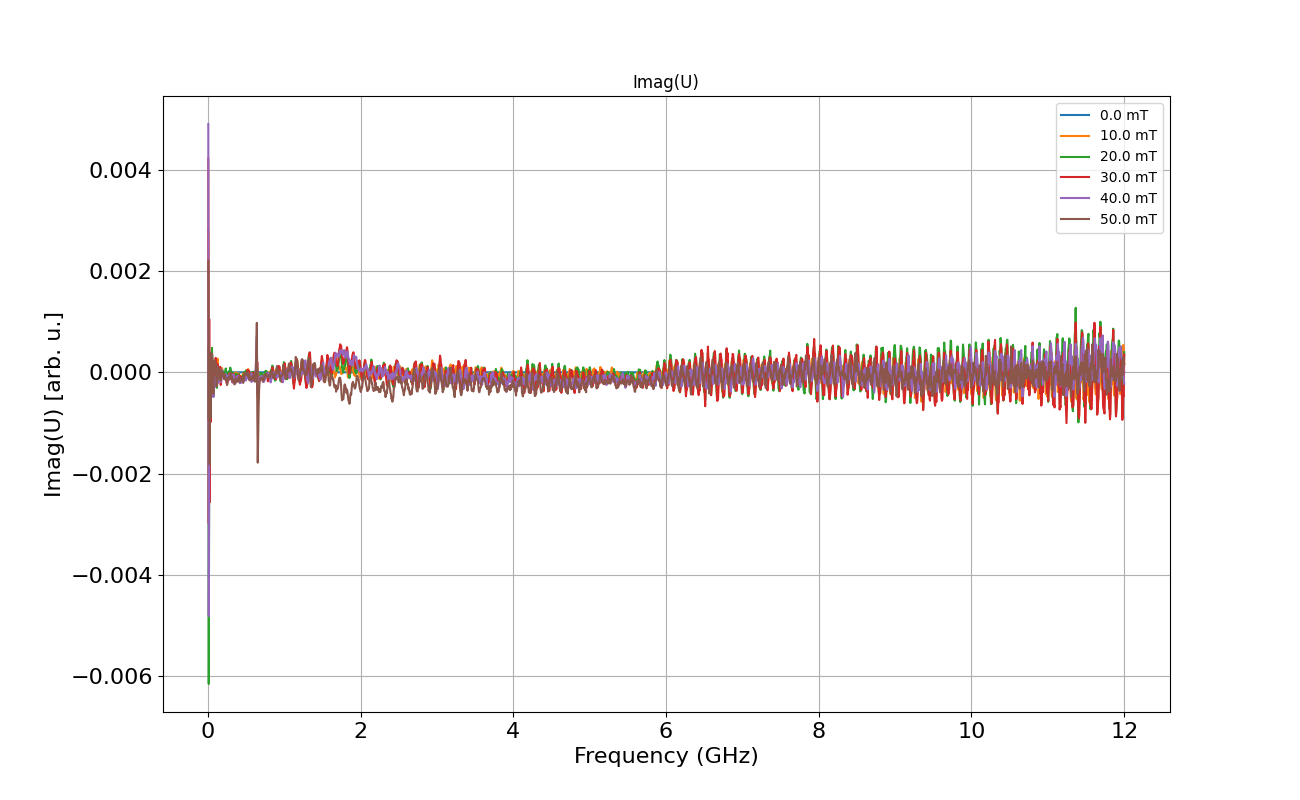 Imag(U)
0.0 mT
10.0 mT
20.0 mT
30.0 mT
40.0 mT
50.0 mT
0.004
0.002
0.000
−0.002
−0.004
−0.006
Imag(U) [arb. u.]
0 2 4 6 8 10 12
Frequency (GHz)